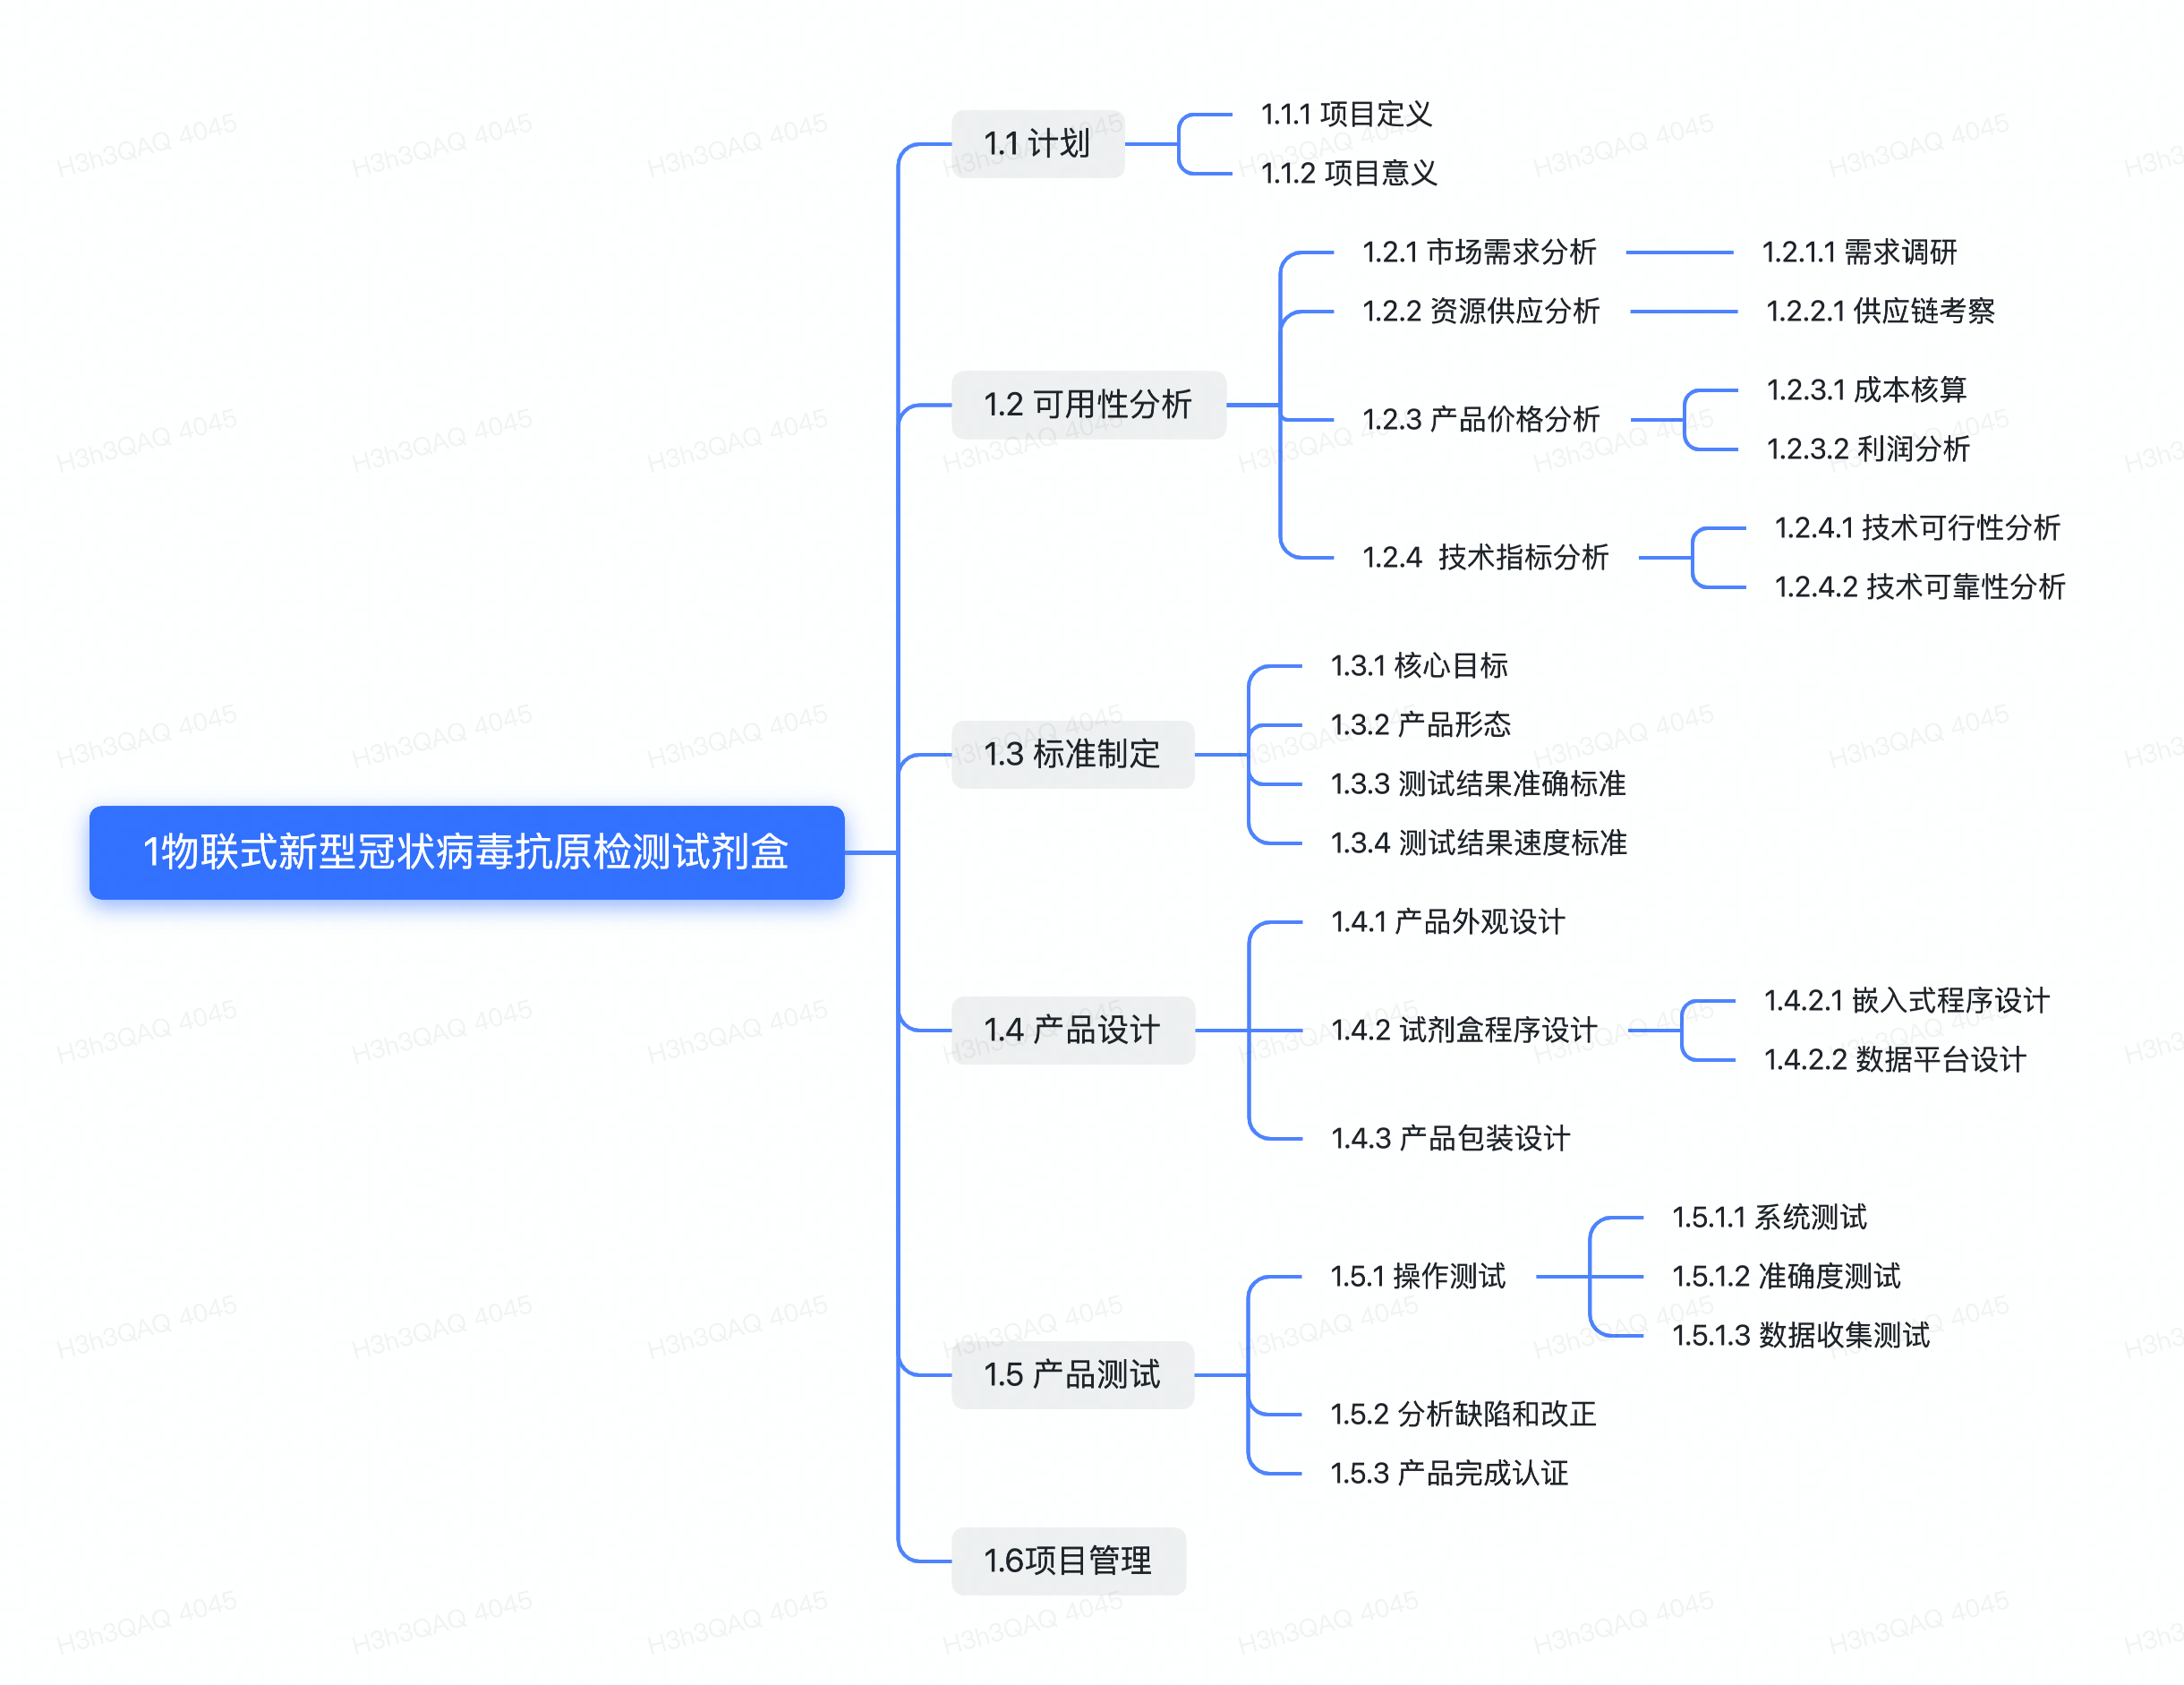 1物联式新型冠状病毒抗原检测试剂盒
1.1 计划
1.1.1 项目定义
1.1.2 项目意义
1.2 可用性分析
1.2.1 市场需求分析
1.2.1.1 需求调研
1.2.2 资源供应分析
1.2.2.1 供应链考察
1.2.3 产品价格分析
1.2.3.1 成本核算
1.2.3.2 利润分析
1.2.4 技术指标分析
1.2.4.1 技术可行性分析
1.2.4.2 技术可靠性分析
1.3 标准制定
1.3.1 核心目标
1.3.2 产品形态
1.3.3 测试结果准确标准
1.3.4 测试结果速度标准
1.4 产品设计
1.4.1 产品外观设计
1.4.2 试剂盒程序设计
1.4.2.1 嵌入式程序设计
1.4.2.2 数据平台设计
1.4.3 产品包装设计
1.5 产品测试
1.5.1 操作测试
1.5.1.1 系统测试
1.5.1.2 准确度测试
1.5.1.3 数据收集测试
1.5.2 分析缺陷和改正
1.5.3 产品完成认证
1.6项目管理
H3h3QAQ 4045